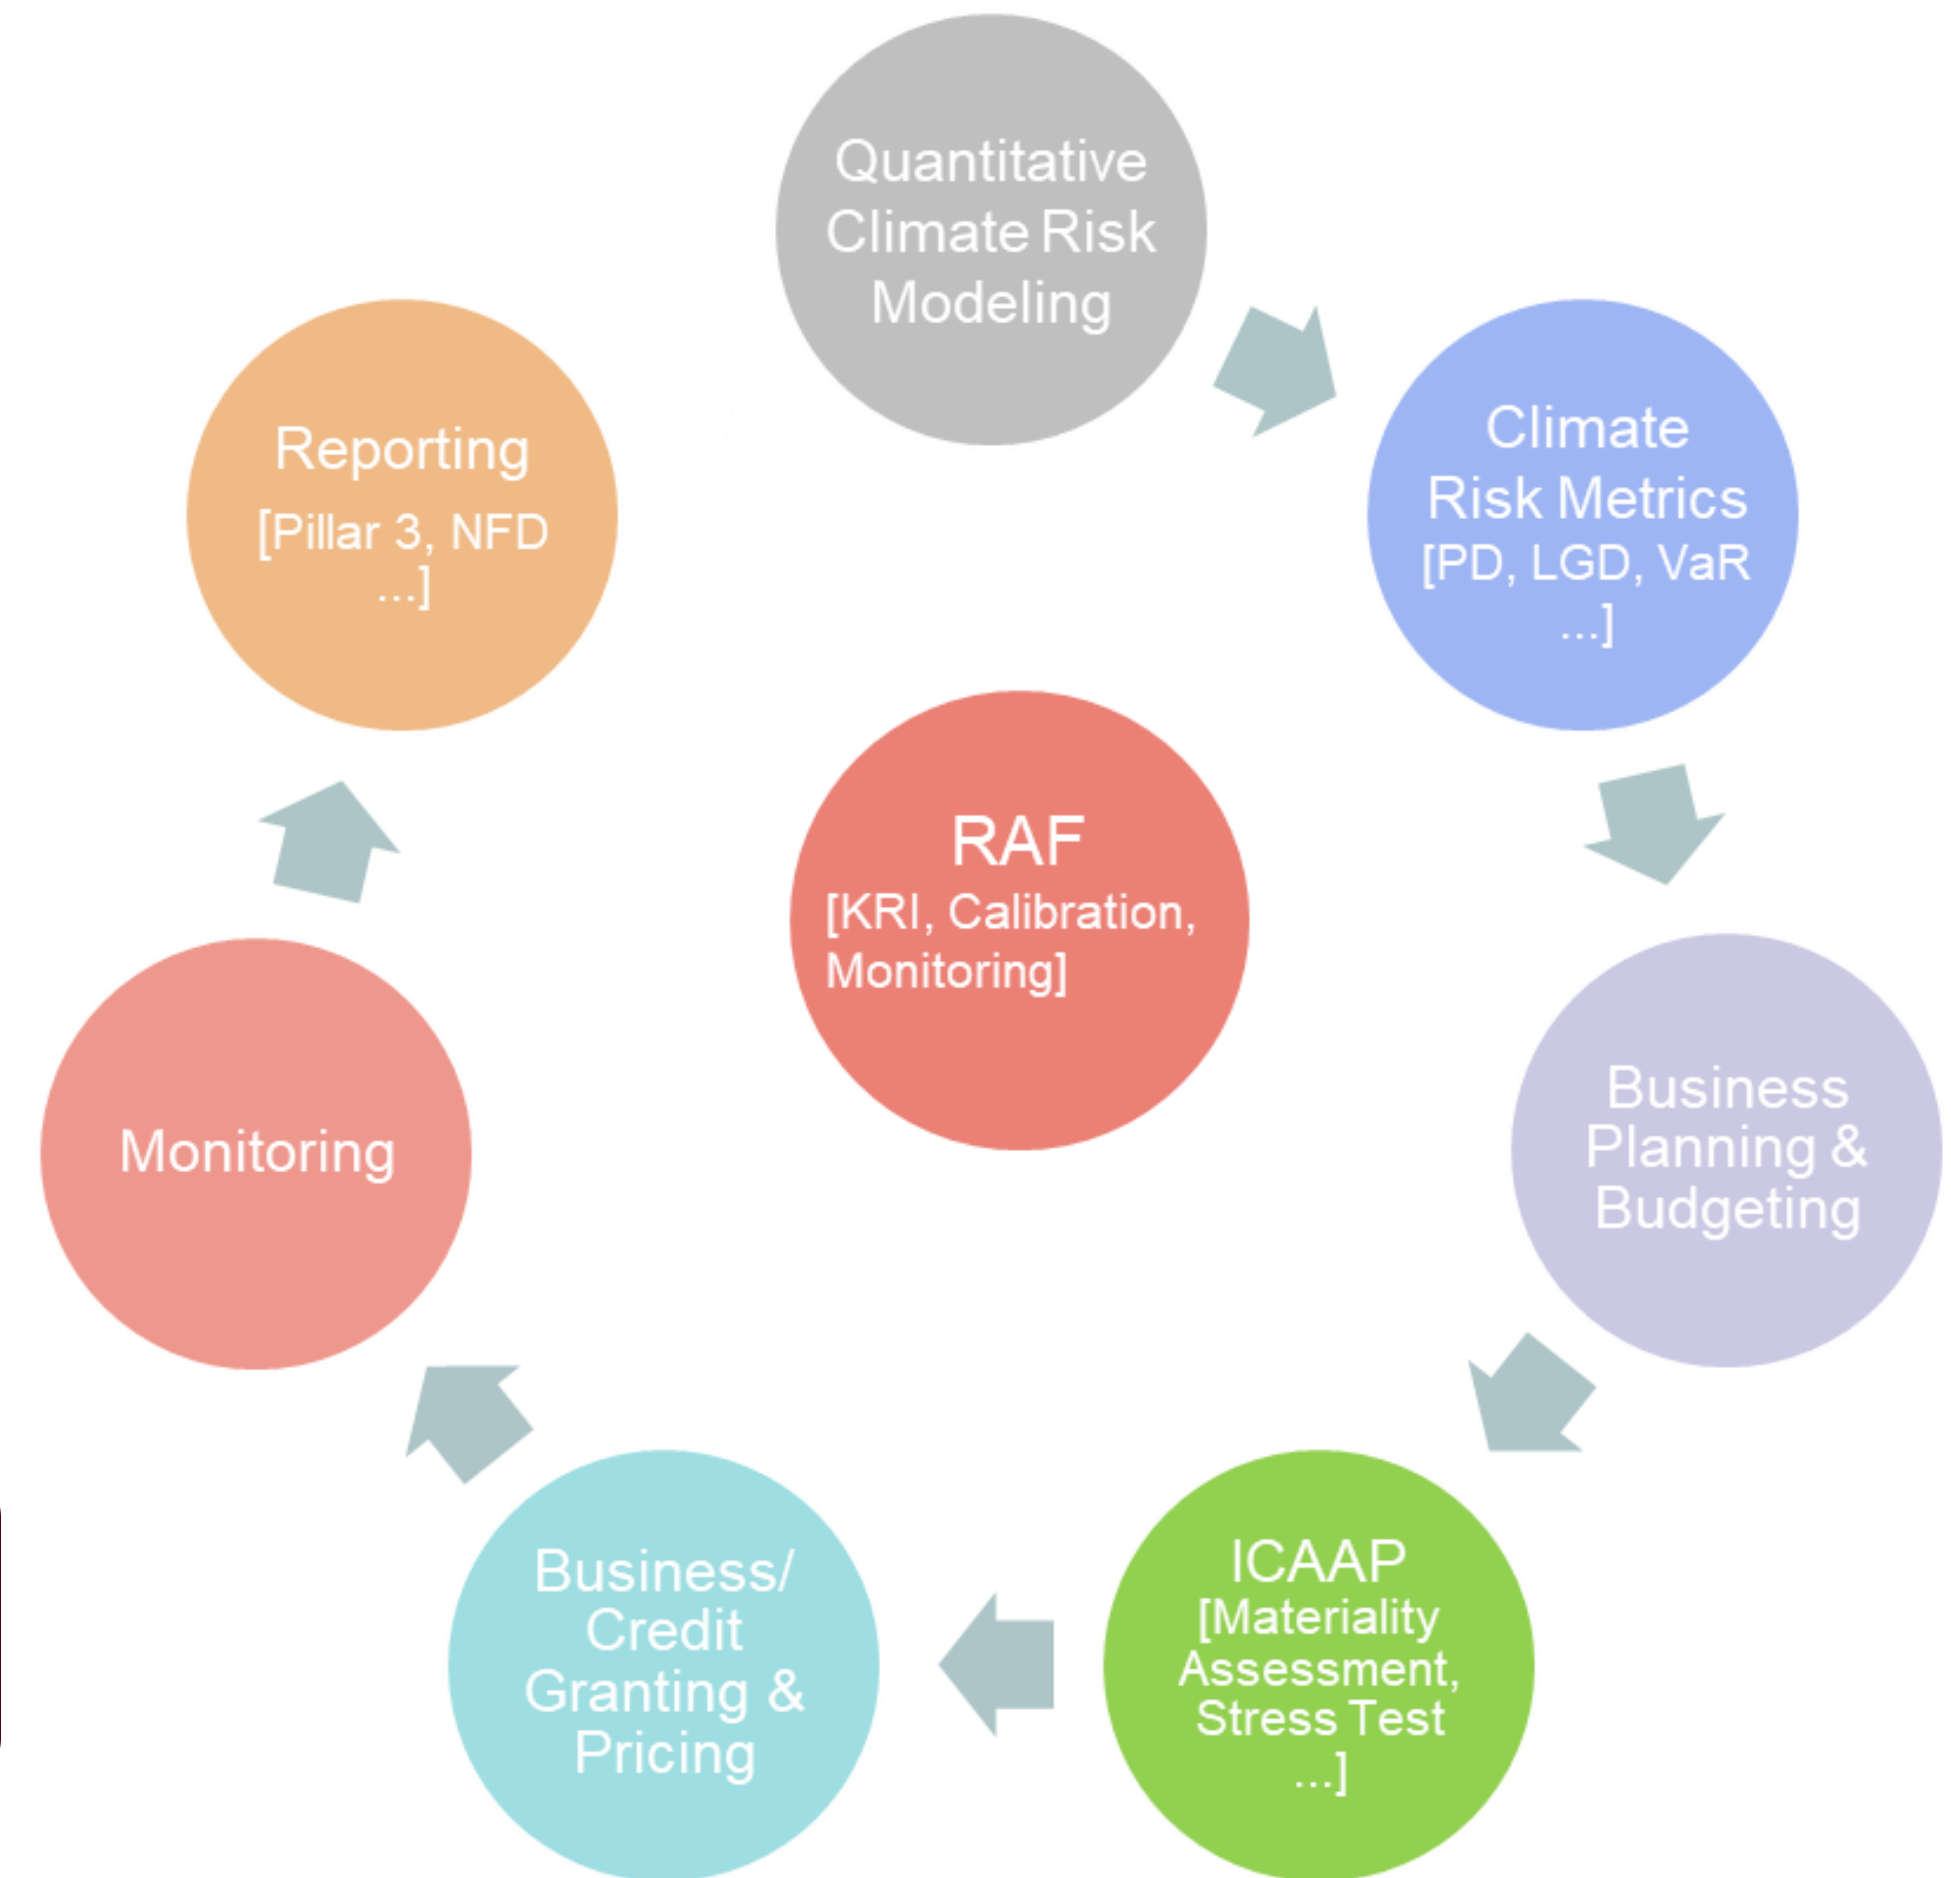 Quantitative
Climate Risk
Modeling
Climate
Risk Metrics
[PD, LGD, VaR
...]
Business
Planning &
Budgeting
ICAAP
[Materiality
Assessment,
Stress Test
...]
Business/
Credit
Granting &
Pricing
Monitoring
Reporting
[Pillar 3, NFD
...]
RAF
[KRI, Calibration,
Monitoring]